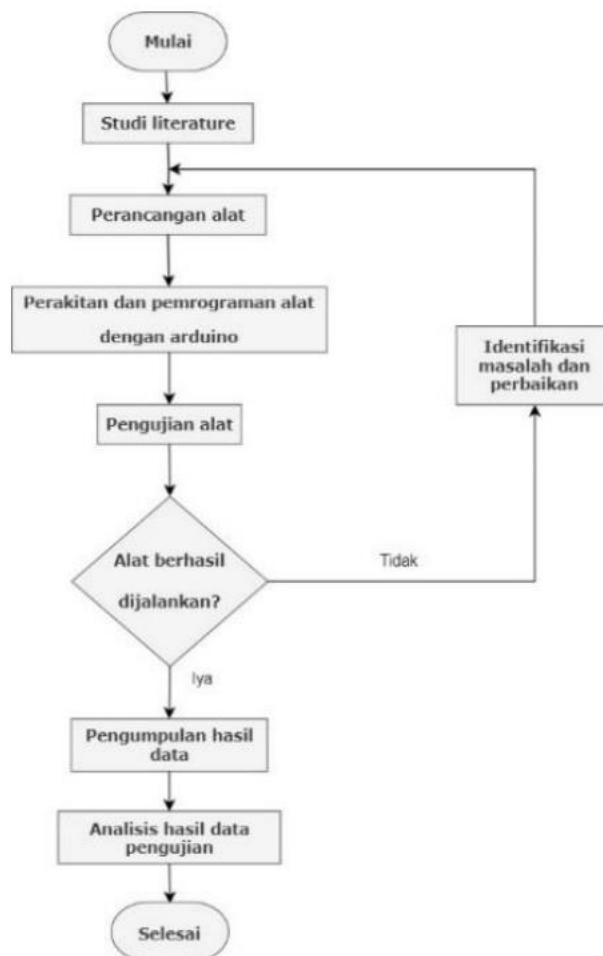 Mulai
Studi literature
Perancangan alat
Perakitan dan pemrograman alat
dengan arduino
Identifikasi
masalah dan
perbaikan
Pengujian alat
Alat berhasil
dijalankan?
Tidak
Iya
Pengumpulan hasil
data
Analisis hasil data
pengujian
Selesai